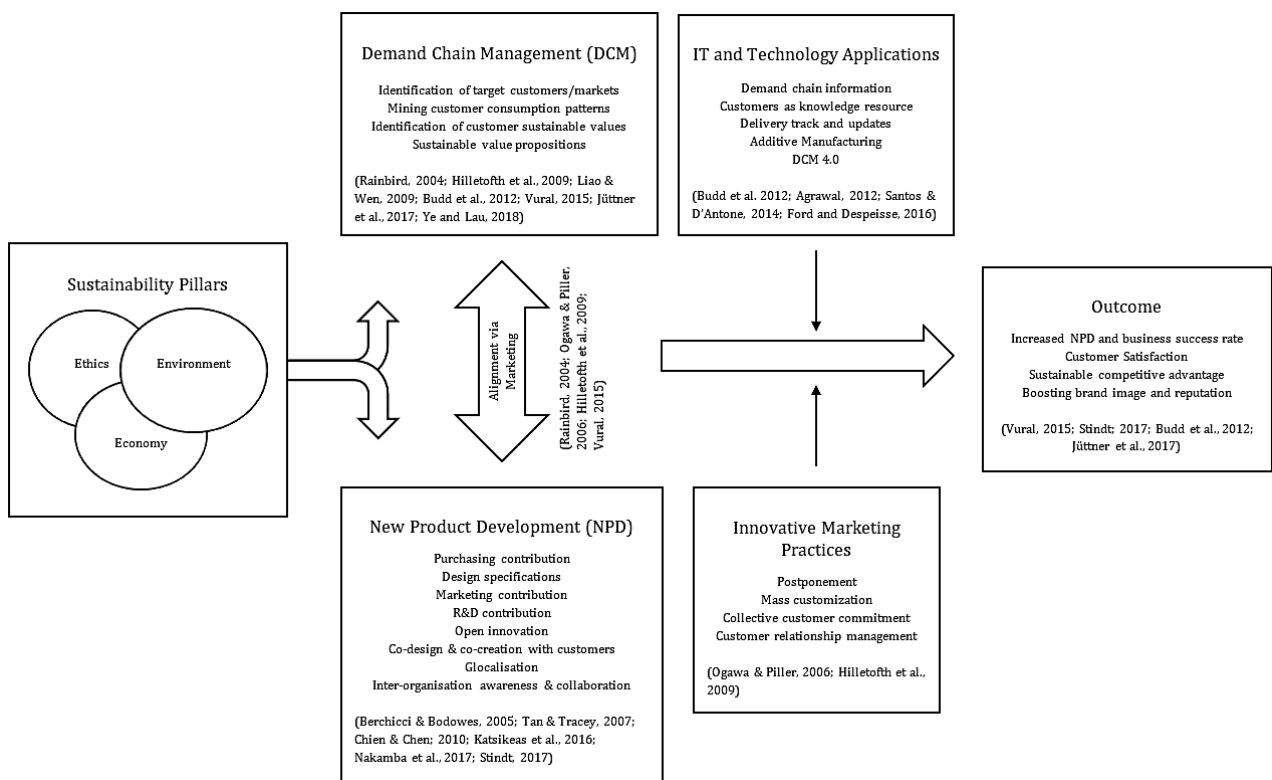 Demand Chain Management (DCM)
Identification of target customers/markets
Mining customer consumption patterns
Identification of customer sustainable values
Sustainable value propositions
(Rainbird, 2004; Hilletofth et al., 2009; Liao &
Wen, 2009; Budd et al., 2012; Vural, 2015; Jüttner
et al., 2017; Ye and Lau, 2018)
IT and Technology Applications
Demand chain information
Customers as knowledge resource
Delivery track and updates
Additive Manufacturing
DCM 4.0
(Budd et al. 2012; Agrawal, 2012; Santos &
D'Antone, 2014; Ford and Despeisse, 2016)
Sustainability Pillars
Ethics
Environment
Economy
Alignment via
Marketing
(Rainbird, 2004; Ogawa & Piller,
2006; Hilletofth et al., 2009;
Vural, 2015)
Outcome
Increased NPD and business success rate
Customer Satisfaction
Sustainable competitive advantage
Boosting brand image and reputation
(Vural, 2015; Stindt; 2017; Budd et al., 2012;
Jüttner et al., 2017)
New Product Development (NPD)
Purchasing contribution
Design specifications
Marketing contribution
R&D contribution
Open innovation
Co-design & co-creation with customers
Glocalisation
Inter-organisation awareness & collaboration
(Berchicci & Bodowes, 2005; Tan & Tracey, 2007;
Chien & Chen; 2010; Katsikeas et al., 2016;
Nakamba et al., 2017; Stindt, 2017)
Innovative Marketing
Practices
Postponement
Mass customization
Collective customer commitment
Customer relationship management
(Ogawa & Piller, 2006; Hilletofth et al.,
2009)